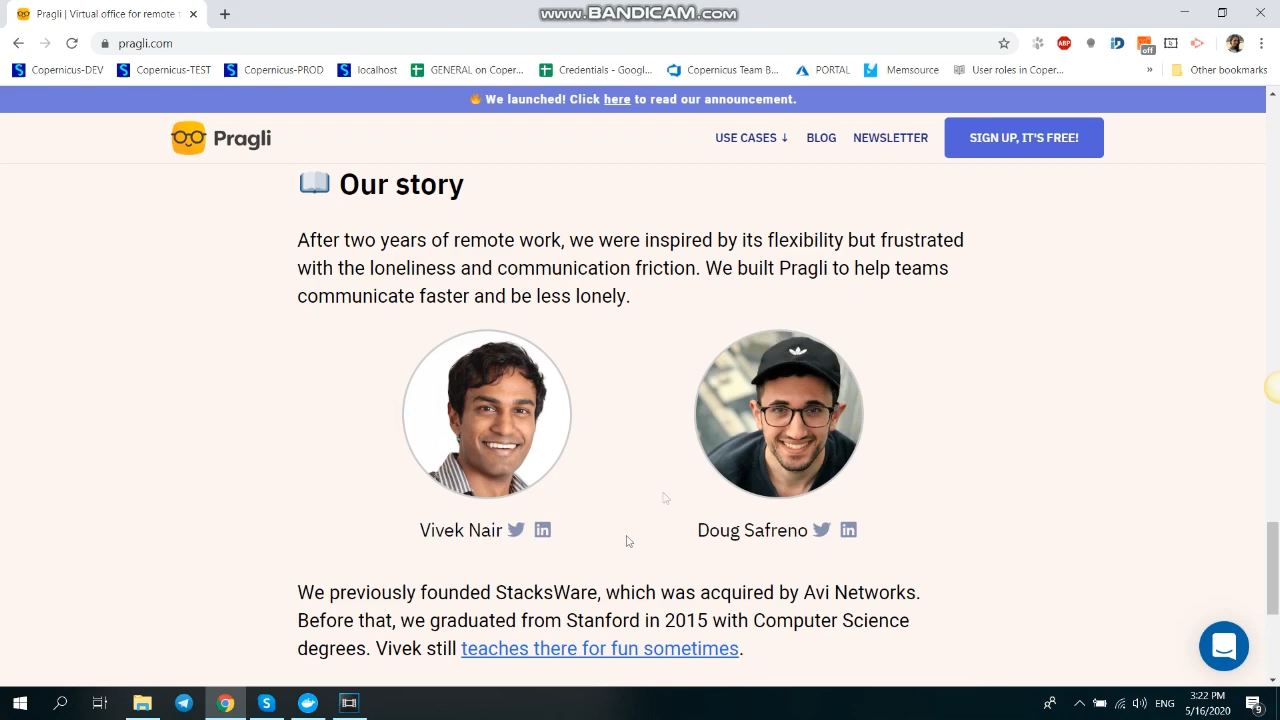 Pragli | Virtual office for remote t
www.BANDICAM.com
pragli.com
ABP
off
Copernicus-DEV
Copernicus-TEST
Copernicus-PROD
localhost
GENERAL on Coper...
Credentials - Googl...
Copernicus Team B...
PORTAL
Memsource
User roles in Coper...
»
Other bookmarks
We launched! Click here to read our announcement.
Pragli
USE CASES ↓
BLOG
NEWSLETTER
SIGN UP, IT'S FREE!
Our story
After two years of remote work, we were inspired by its flexibility but frustrated
with the loneliness and communication friction. We built Pragli to help teams
communicate faster and be less lonely.
Vivek Nair
Doug Safreno
We previously founded StacksWare, which was acquired by Avi Networks.
Before that, we graduated from Stanford in 2015 with Computer Science
degrees. Vivek still teaches there for fun sometimes.
ENG
3:22 PM
5/16/2020
9